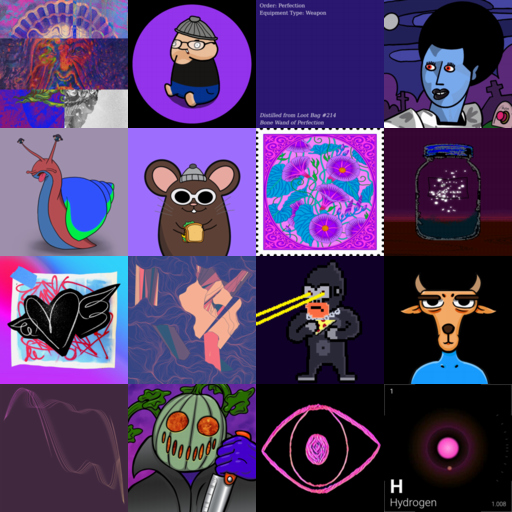 Order: Perfection
Equipment Type: Weapon
Distilled from Loot Bag #214
Bone Wand of Perfection
1
H
Hydrogen
1.008